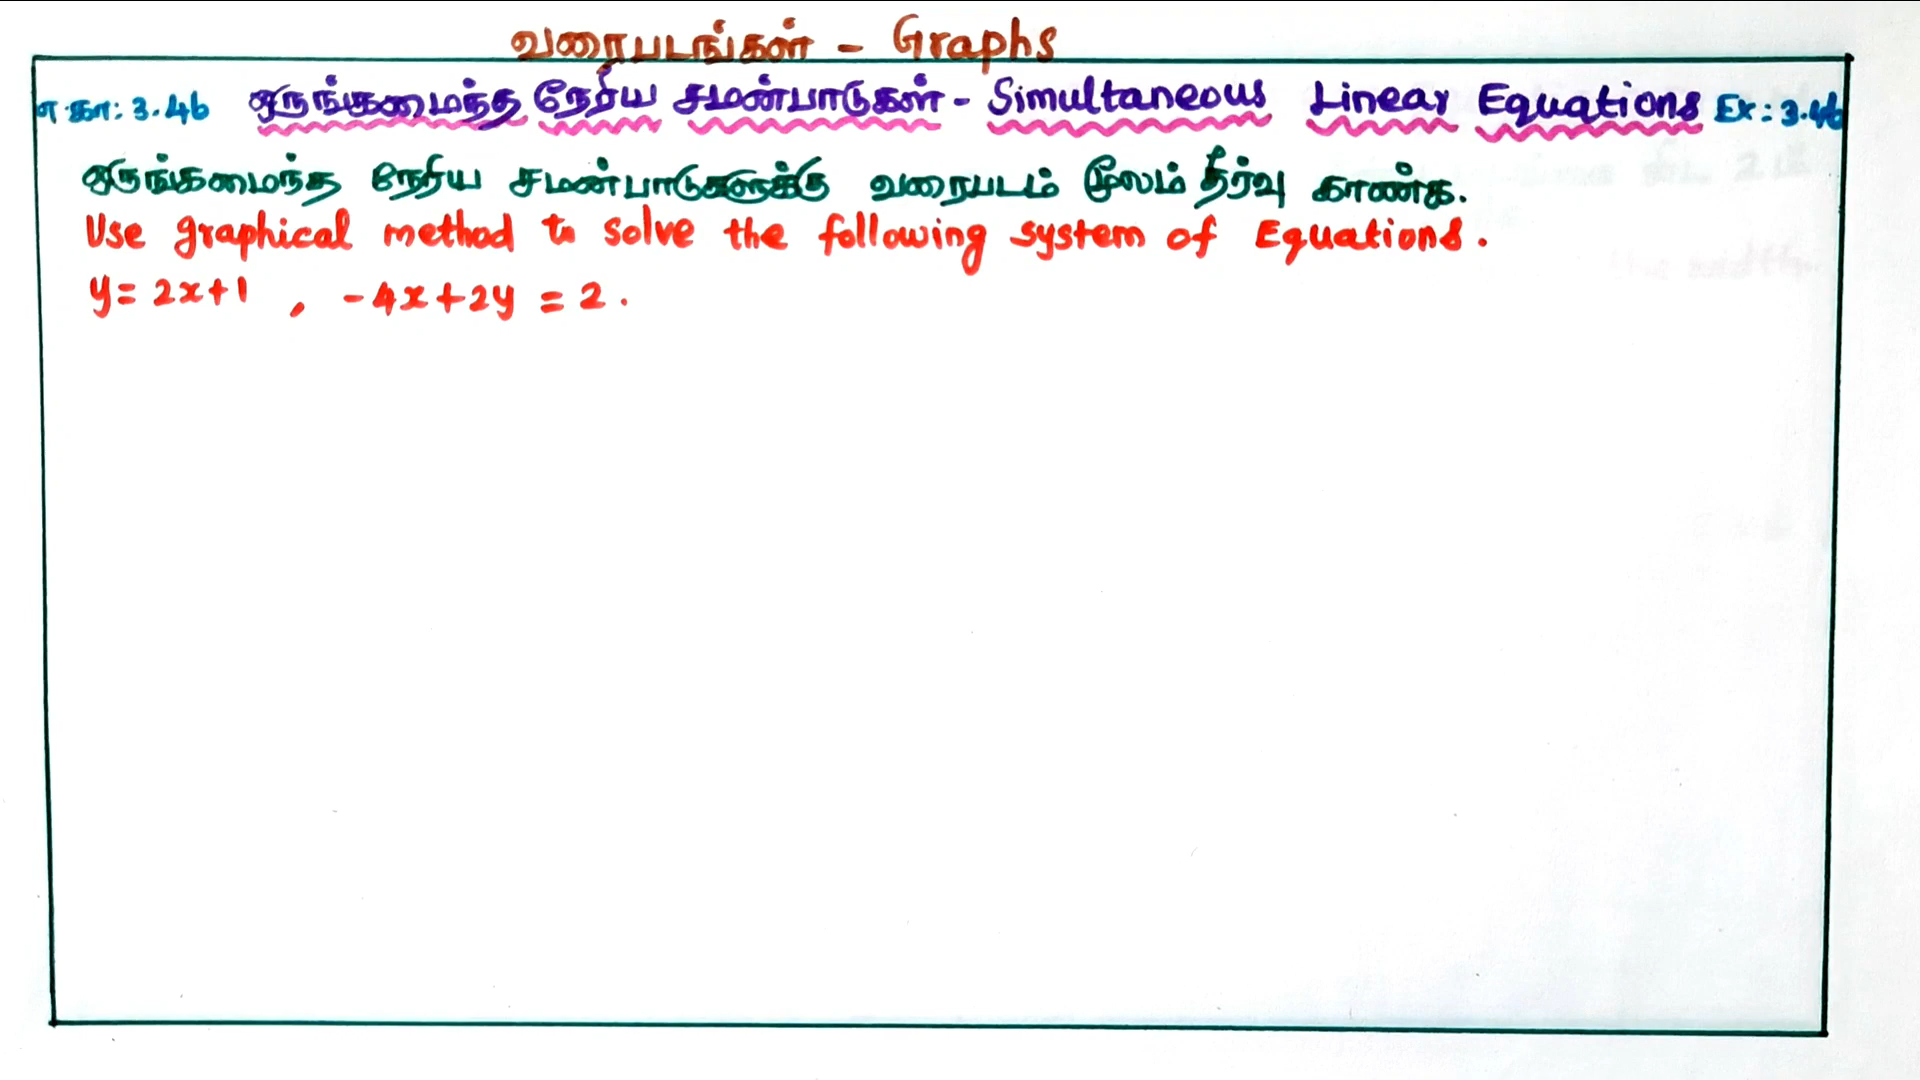 வரைபடங்கள் - Graphs
எ.கா: 3.46 ஒருங்கமைந்த நேரிய சமன்பாடுகள் - Simultaneous Linear Equations Ex: 3.46
ஒருங்கமைந்த நேரிய சமன்பாடுகளுக்கு வரைபடம் மூலம் தீர்வு காண்க.
Use graphical method to solve the following system of Equations.
y = 2x+1 , -4x+2y = 2.